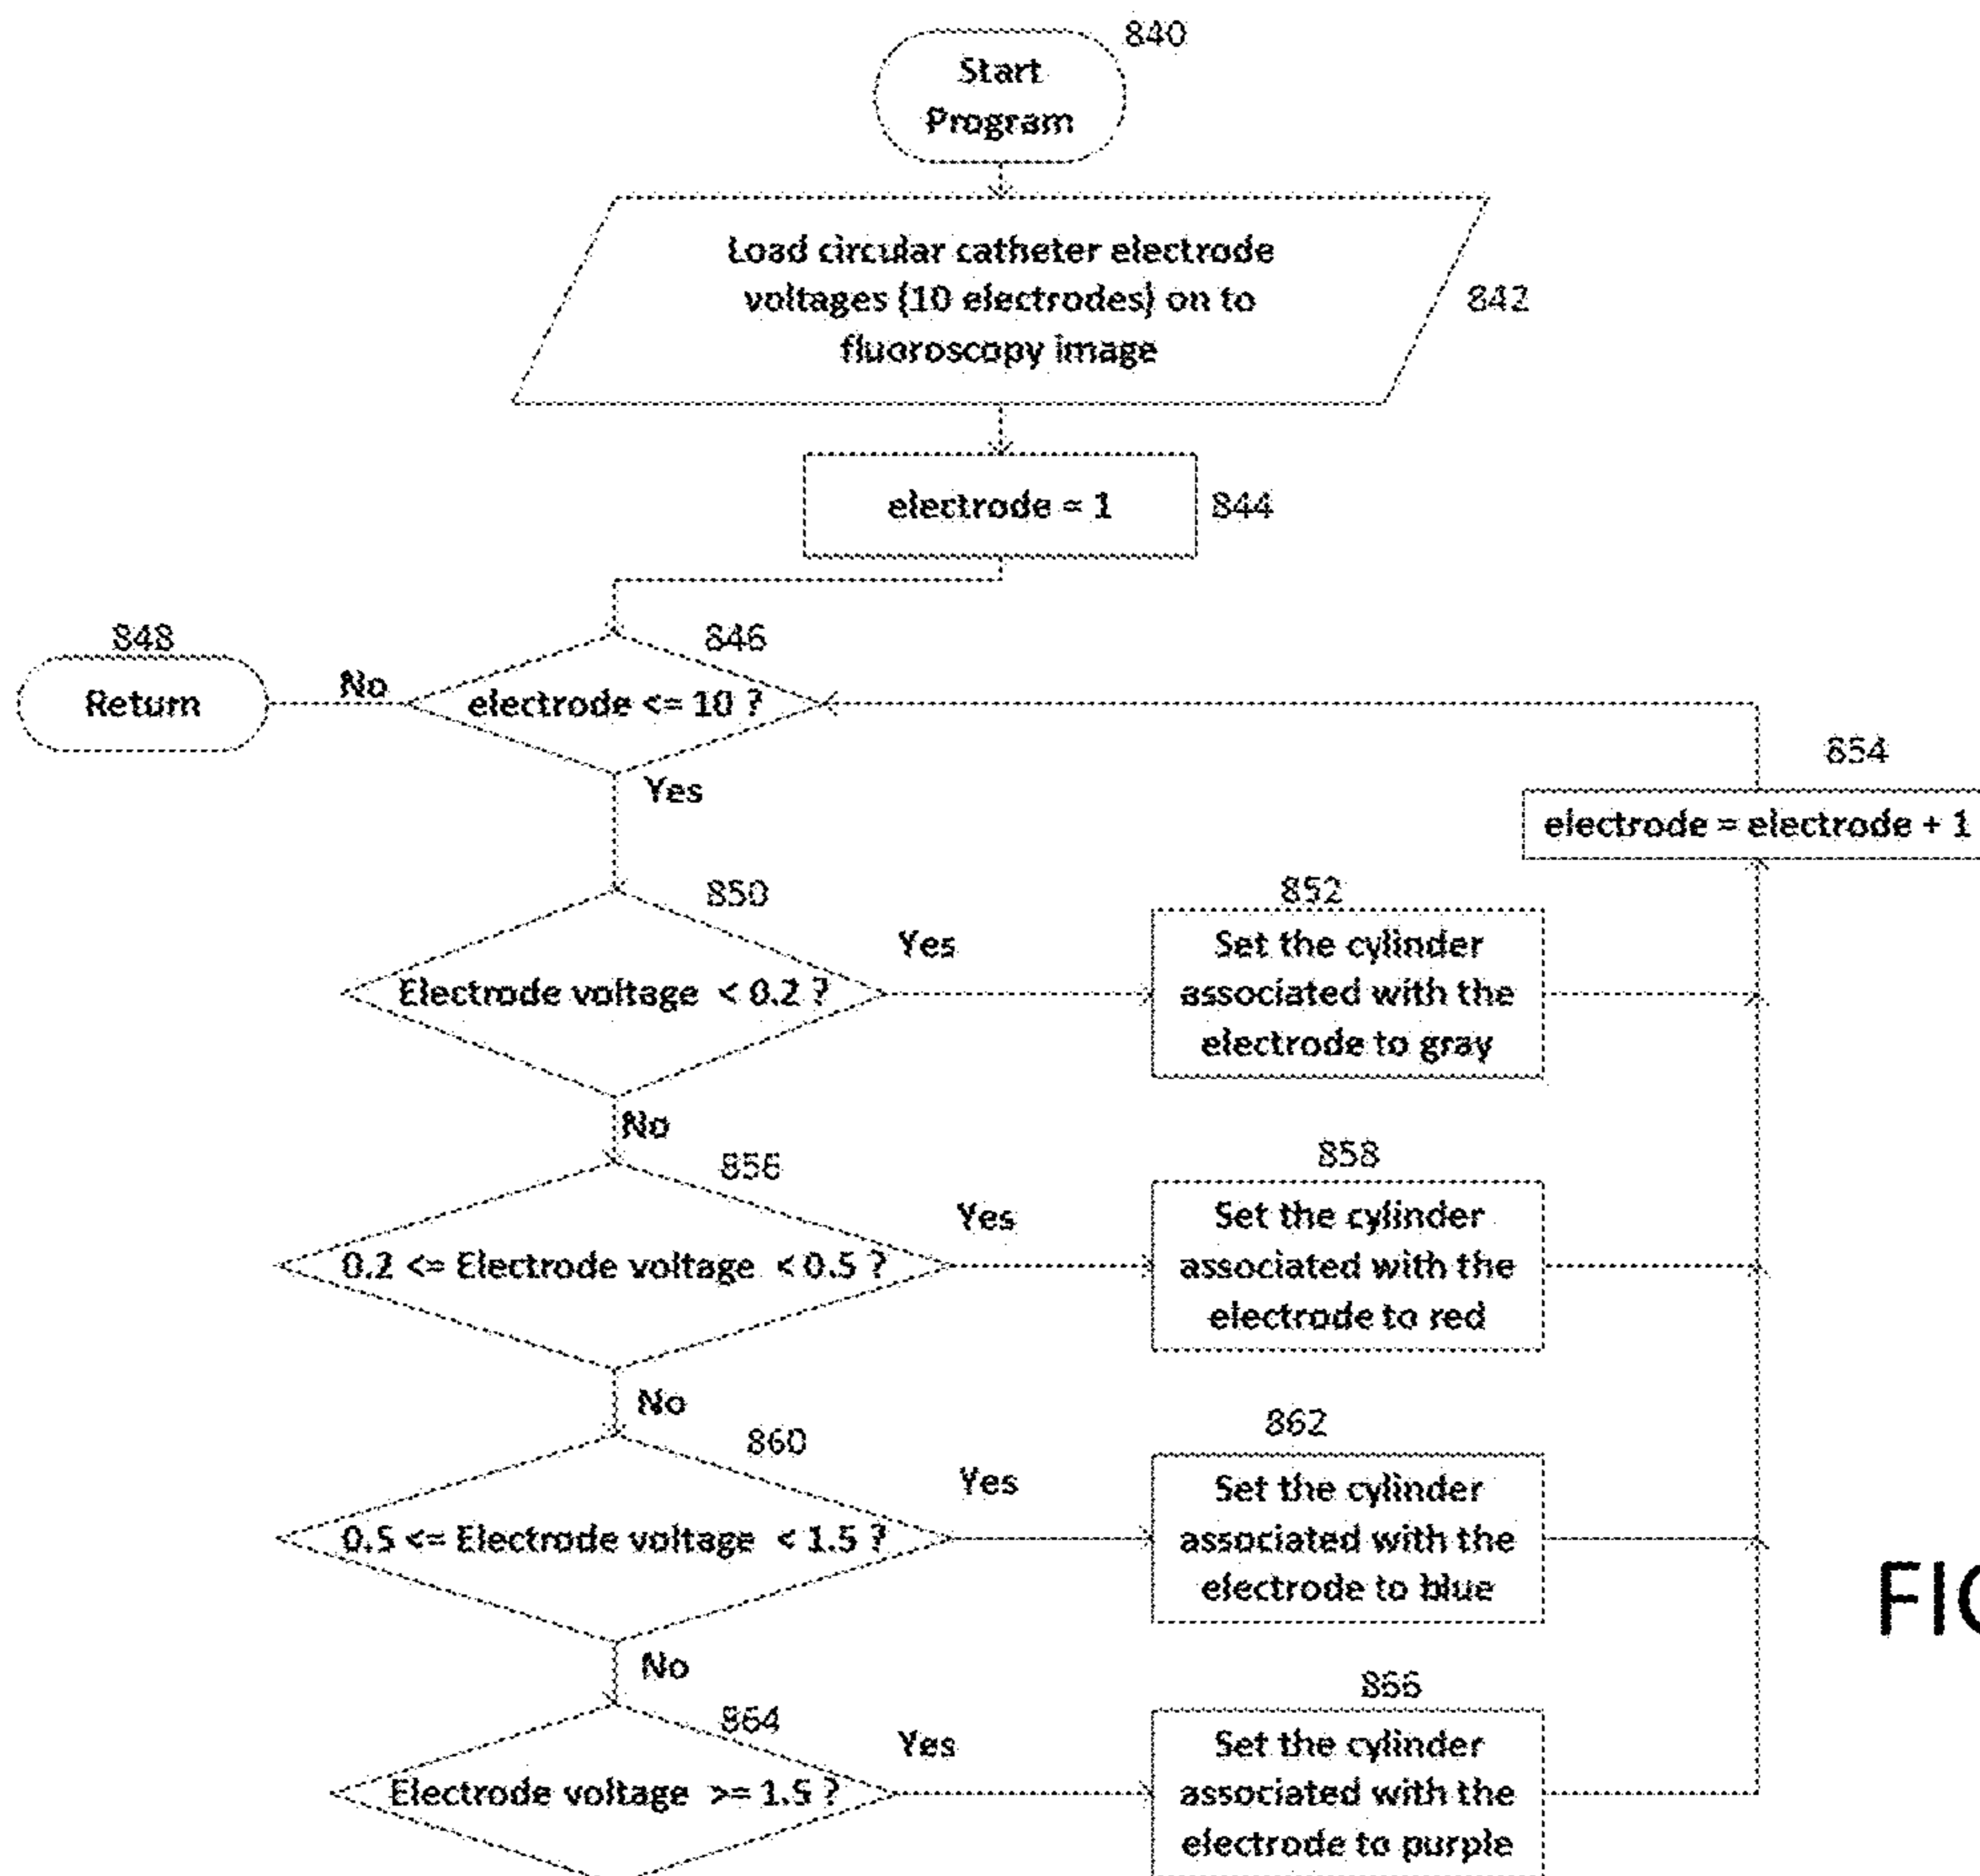 840
Start
Program
Load circular catheter electrode
voltages (10 electrodes) on to
fluoroscopy image
842
electrode = 1
844
848
Return
No
846
electrode <= 10 ?
Yes
854
electrode = electrode + 1
850
Electrode voltage < 0.2 ?
Yes
852
Set the cylinder
associated with the
electrode to gray
No
856
0.2 <= Electrode voltage < 0.5 ?
Yes
858
Set the cylinder
associated with the
electrode to red
No
860
0.5 <= Electrode voltage < 1.5 ?
Yes
862
Set the cylinder
associated with the
electrode to blue
FIG
No
864
Electrode voltage >= 1.5 ?
Yes
866
Set the cylinder
associated with the
electrode to purple